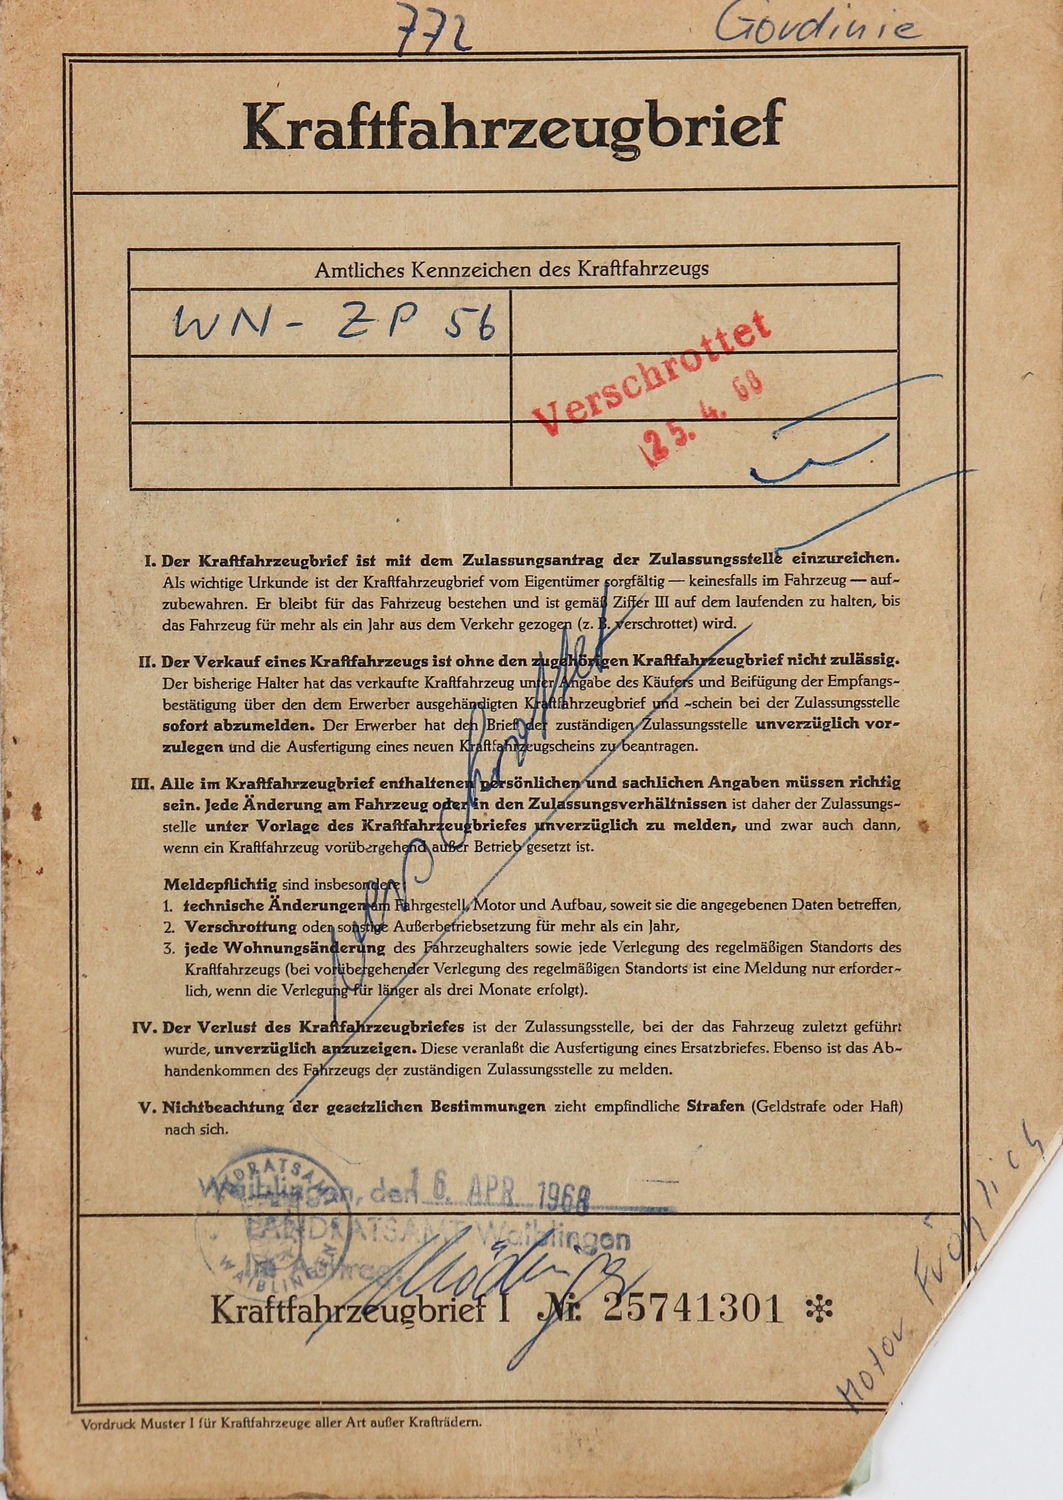 772 Gordinie
Kraftfahrzeugbrief
Amtliches Kennzeichen des Kraftfahrzeugs
WN - ZP 56
Verschrottet
25. 4. 68
I. Der Kraftfahrzeugbrief ist mit dem Zulassungsantrag der Zulassungsstelle einzureichen.
Als wichtige Urkunde ist der Kraftfahrzeugbrief vom Eigentümer sorgfältig — keinesfalls im Fahrzeug — auf-
zubewahren. Er bleibt für das Fahrzeug bestehen und ist gemäß Ziffer III auf dem laufenden zu halten, bis
das Fahrzeug für mehr als ein Jahr aus dem Verkehr gezogen (z. B. verschrottet) wird.
II. Der Verkauf eines Kraftfahrzeugs ist ohne den zugehörigen Kraftfahrzeugbrief nicht zulässig.
Der bisherige Halter hat das verkaufte Kraftfahrzeug unter Angabe des Käufers und Beifügung der Empfangs-
bestätigung über den dem Erwerber ausgehändigten Kraftfahrzeugbrief und -schein bei der Zulassungsstelle
sofort abzumelden. Der Erwerber hat den Brief der zuständigen Zulassungsstelle unverzüglich vor-
zulegen und die Ausfertigung eines neuen Kraftfahrzeugscheins zu beantragen.
III. Alle im Kraftfahrzeugbrief enthaltenen persönlichen und sachlichen Angaben müssen richtig
sein. Jede Änderung am Fahrzeug oder in den Zulassungsverhältnissen ist daher der Zulassungs-
stelle unter Vorlage des Kraftfahrzeugbriefes unverzüglich zu melden, und zwar auch dann,
wenn ein Kraftfahrzeug vorübergehend außer Betrieb gesetzt ist.
Meldepflichtig sind insbesondere:
1. technische Änderungen am Fahrgestell, Motor und Aufbau, soweit sie die angegebenen Daten betreffen,
2. Verschrottung oder sonstige Außerbetriebsetzung für mehr als ein Jahr,
3. jede Wohnungsänderung des Fahrzeughalters sowie jede Verlegung des regelmäßigen Standorts des
Kraftfahrzeugs (bei vorübergehender Verlegung des regelmäßigen Standorts ist eine Meldung nur erforder-
lich, wenn die Verlegung für länger als drei Monate erfolgt).
IV. Der Verlust des Kraftfahrzeugbriefes ist der Zulassungsstelle, bei der das Fahrzeug zuletzt geführt
wurde, unverzüglich anzuzeigen. Diese veranlaßt die Ausfertigung eines Ersatzbriefes. Ebenso ist das Ab-
handenkommen des Fahrzeugs der zuständigen Zulassungsstelle zu melden.
V. Nichtbeachtung der gesetzlichen Bestimmungen zieht empfindliche Strafen (Geldstrafe oder Haft)
nach sich.
Verschrottet
Waiblingen, den 16. APR. 1968
LANDRATSAMT Waiblingen
Im Auftrag:
LANDRATSAMT
WAIBLINGEN
Kraftfahrzeugbrief I Nr. 25741301
Motor
Vordruck Muster I für Kraftfahrzeuge aller Art außer Krafträdern.